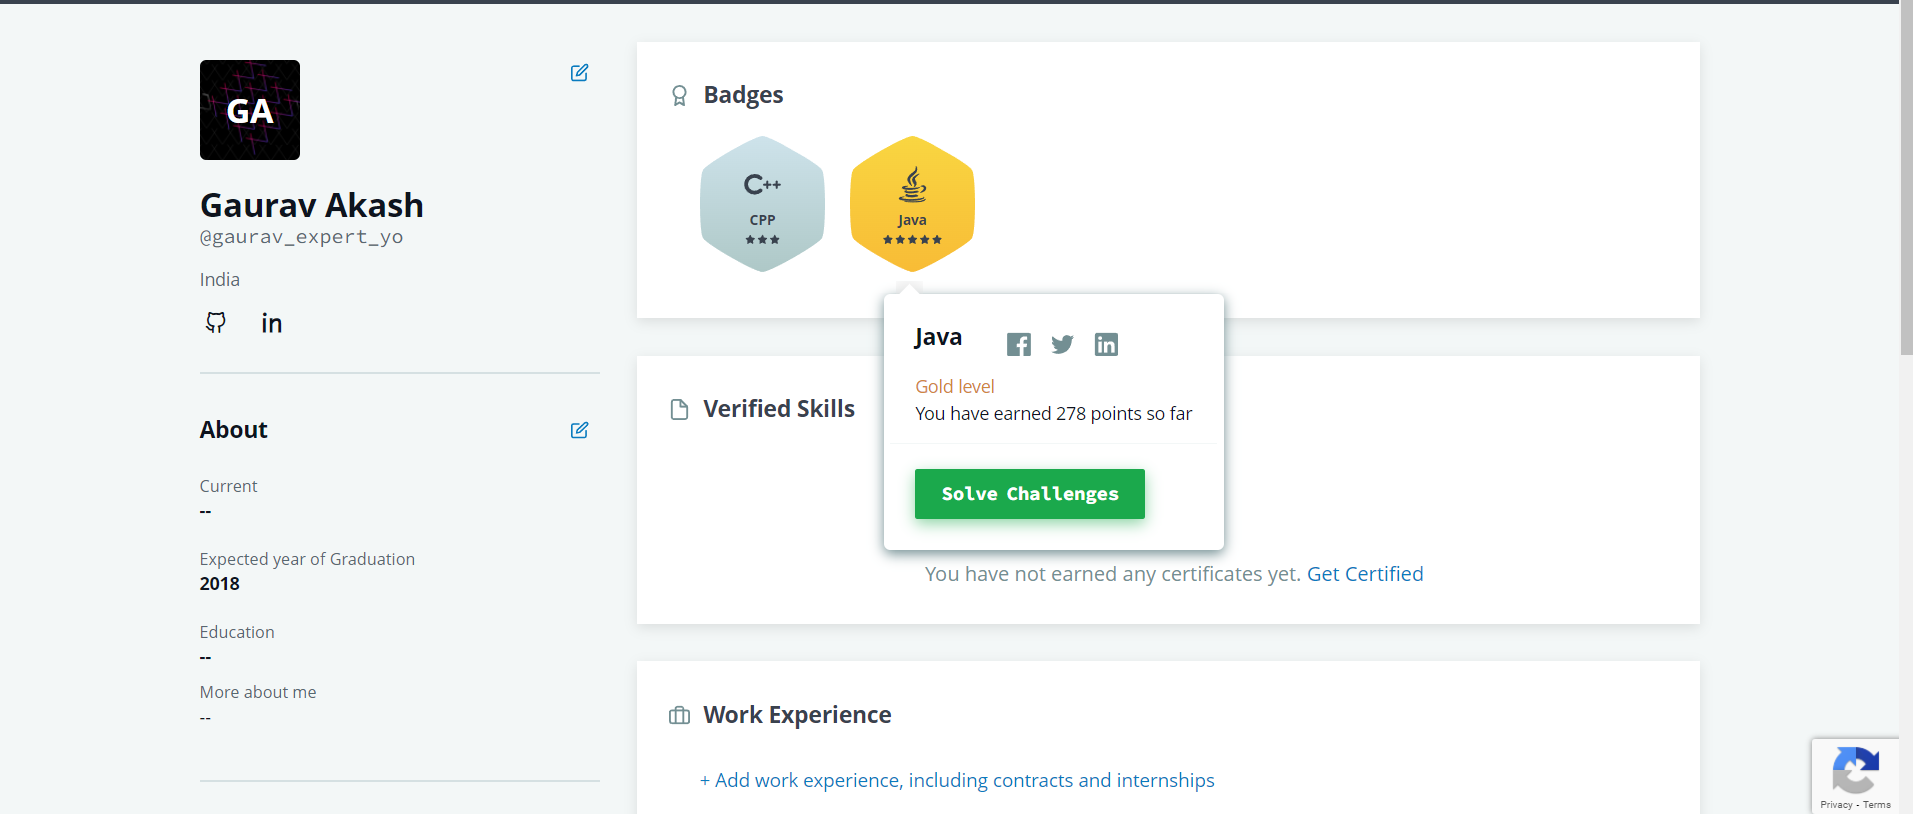 GA
Gaurav Akash
@gaurav_expert_yo
India
in
About
Current
--
Expected year of Graduation
2018
Education
--
More about me
--
Badges
C++
CPP
Java
Java
Gold level
You have earned 278 points so far
Solve Challenges
Verified Skills
You have not earned any certificates yet. Get Certified
Work Experience
+ Add work experience, including contracts and internships
Privacy - Terms